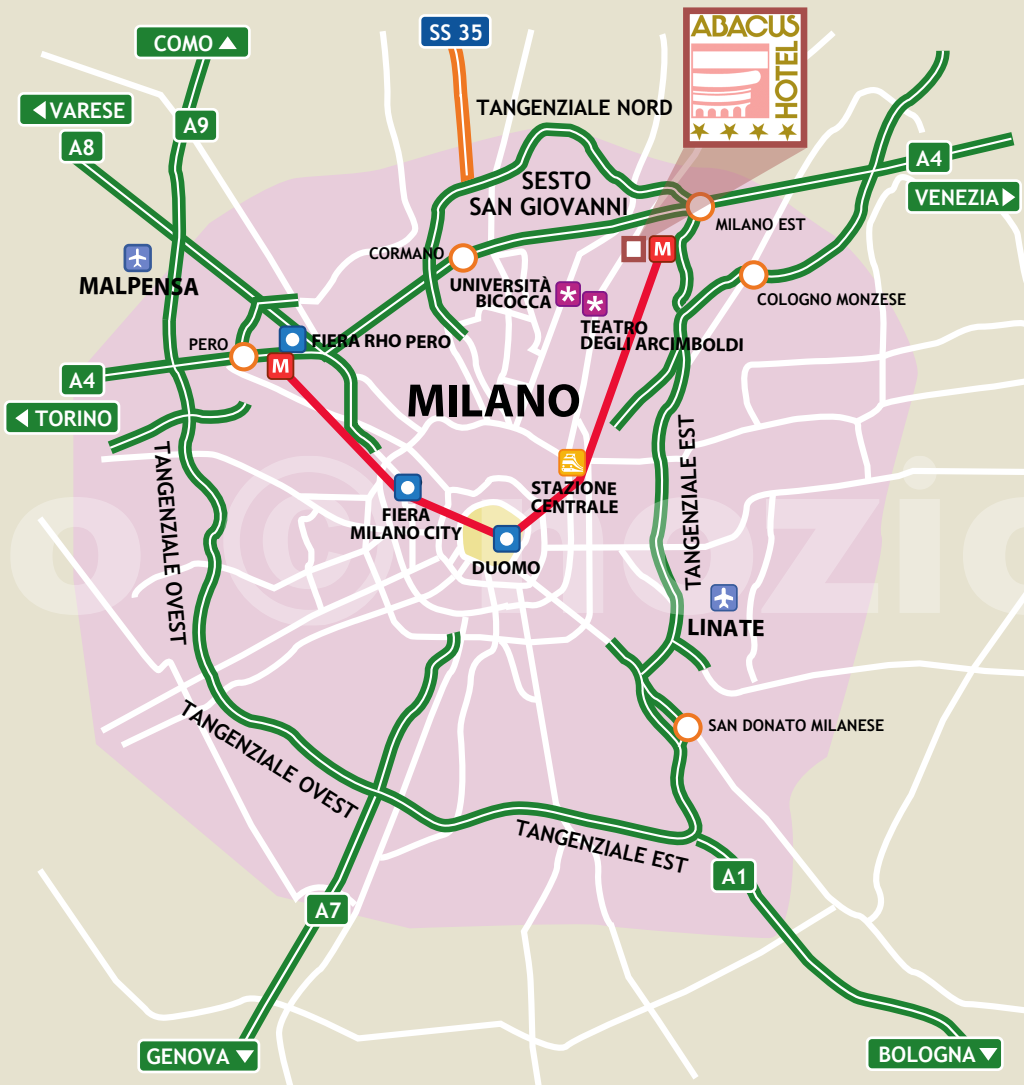 SS 35
ABACUS
HOTEL
COMO
VARESE
A9
A8
TANGENZIALE NORD
A4
VENEZIA
SESTO
SAN GIOVANNI
MILANO EST
M
CORMANO
MALPENSA
UNIVERSITÀ
BICOCCA
COLOGNO MONZESE
TEATRO
DEGLI ARCIMBOLDI
PERO
FIERA RHO PERO
M
A4
TORINO
MILANO
TANGENZIALE EST
TANGENZIALE OVEST
STAZIONE
CENTRALE
FIERA
MILANO CITY
DUOMO
LINATE
SAN DONATO MILANESE
TANGENZIALE OVEST
TANGENZIALE EST
A1
A7
GENOVA
BOLOGNA